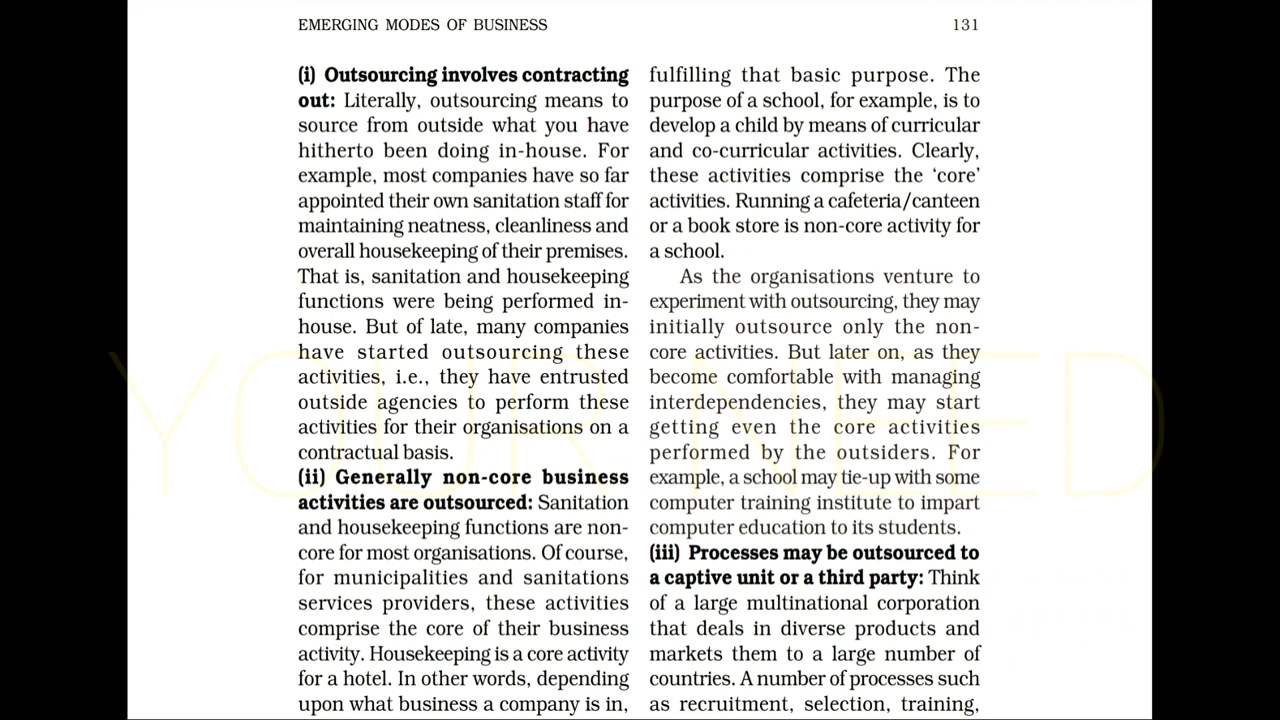 EMERGING MODES OF BUSINESS
131
(i) Outsourcing involves contracting
out: Literally, outsourcing means to
source from outside what you have
hitherto been doing in-house. For
example, most companies have so far
appointed their own sanitation staff for
maintaining neatness, cleanliness and
overall housekeeping of their premises.
That is, sanitation and housekeeping
functions were being performed in-
house. But of late, many companies
have started outsourcing these
activities, i.e., they have entrusted
outside agencies to perform these
activities for their organisations on a
contractual basis.
(ii) Generally non-core business
activities are outsourced: Sanitation
and housekeeping functions are non-
core for most organisations. Of course,
for municipalities and sanitations
services providers, these activities
comprise the core of their business
activity. Housekeeping is a core activity
for a hotel. In other words, depending
upon what business a company is in,
fulfilling that basic purpose. The
purpose of a school, for example, is to
develop a child by means of curricular
and co-curricular activities. Clearly,
these activities comprise the ‘core’
activities. Running a cafeteria/canteen
or a book store is non-core activity for
a school.
As the organisations venture to
experiment with outsourcing, they may
initially outsource only the non-
core activities. But later on, as they
become comfortable with managing
interdependencies, they may start
getting even the core activities
performed by the outsiders. For
example, a school may tie-up with some
computer training institute to impart
computer education to its students.
(iii) Processes may be outsourced to
a captive unit or a third party: Think
of a large multinational corporation
that deals in diverse products and
markets them to a large number of
countries. A number of processes such
as recruitment, selection, training,
YOUR NEED